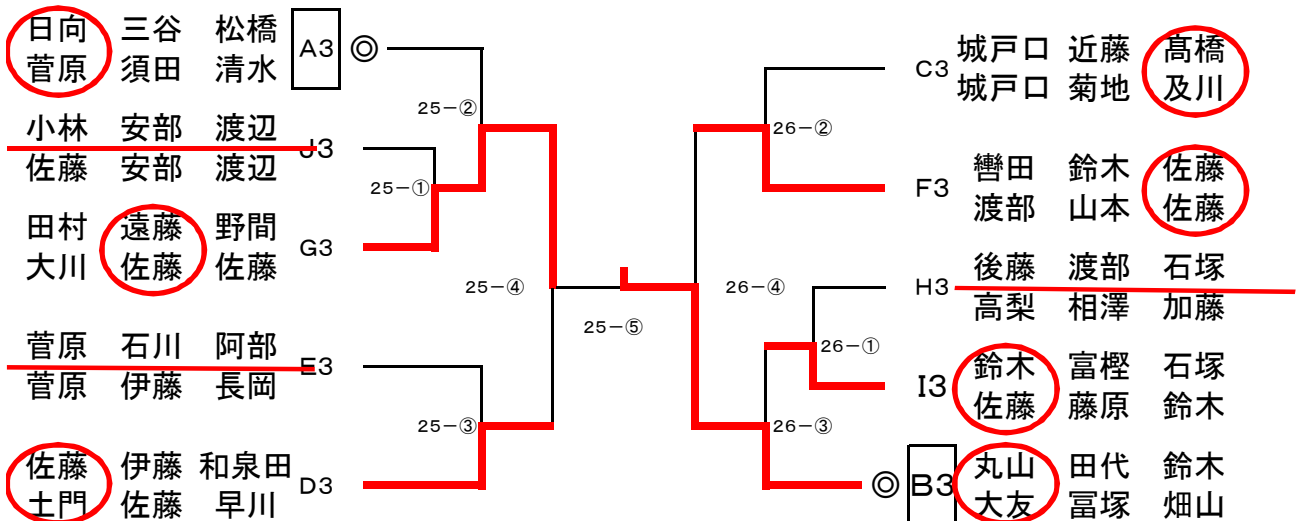 日向 三谷 松橋
菅原 須田 清水
A3 ◎
25-②
小林 安部 渡辺
佐藤 安部 渡辺
J3
25-①
田村 遠藤 野間
大川 佐藤 佐藤
G3
25-④
菅原 石川 阿部
菅原 伊藤 長岡
E3
25-③
佐藤 伊藤 和泉田
土門 佐藤 早川
D3
25-⑤
C3
城戸口 近藤 髙橋
城戸口 菊地 及川
26-②
F3
轡田 鈴木 佐藤
渡部 山本 佐藤
26-④
H3
後藤 渡部 石塚
高梨 相澤 加藤
26-①
I3
鈴木 富樫 石塚
佐藤 藤原 鈴木
26-③
◎ B3
丸山 田代 鈴木
大友 冨塚 畑山